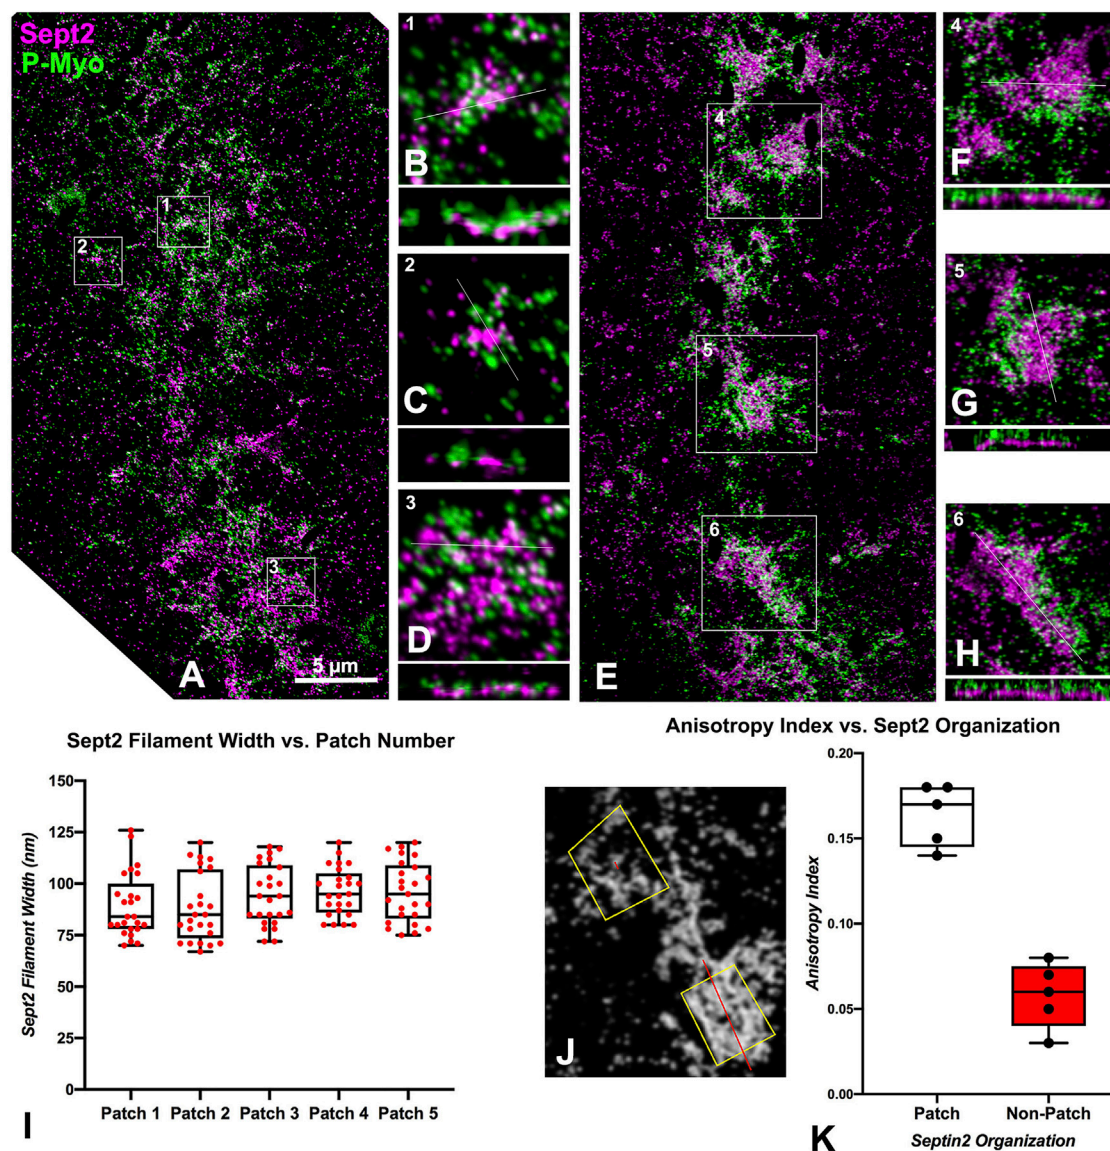 Sept2
P-Myo
1
2
3
A
5 µm
1
B
2
C
3
D
4
5
6
E
4
F
5
G
6
H
Sept2 Filament Width vs. Patch Number
Sept2 Filament Width (nm)
150
125
100
75
50
25
0
Patch 1 Patch 2 Patch 3 Patch 4 Patch 5
I
J
Anisotropy Index vs. Sept2 Organization
Anisotropy Index
0.20
0.15
0.10
0.05
0.00
Patch Non-Patch
Septin2 Organization
K